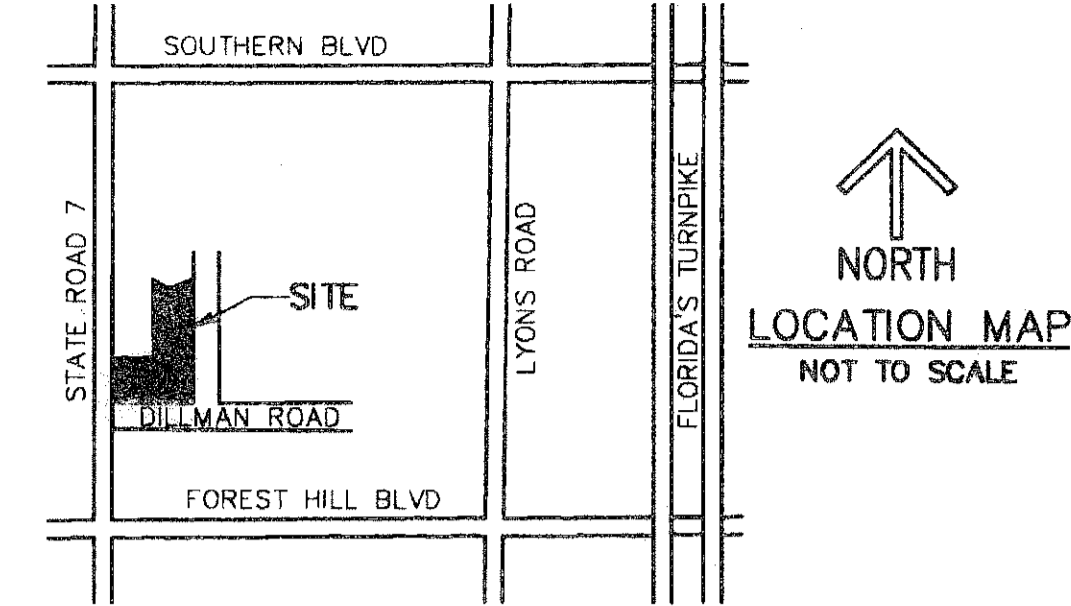 SOUTHERN BLVD
STATE ROAD 7
SITE
LYONS ROAD
FLORIDA'S TURNPIKE
NORTH
LOCATION MAP
NOT TO SCALE
DILLMAN ROAD
FOREST HILL BLVD